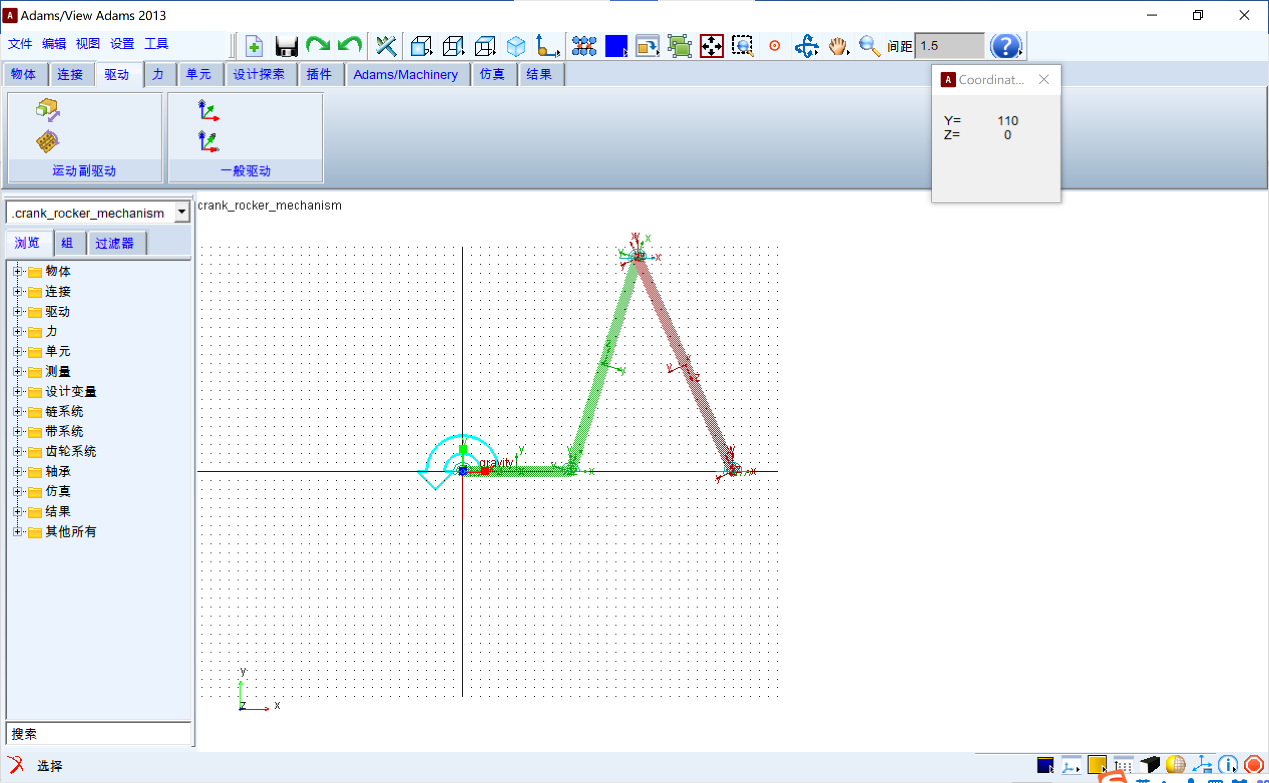 Adams/View Adams 2013
文件 编辑 视图 设置 工具
间距 1.5
物体 连接 驱动 力 单元 设计探索 插件 Adams/Machinery 仿真 结果
Coordinat...
Y= 110
Z= 0
运动副驱动 一般驱动
.crank_rocker_mechanism
crank_rocker_mechanism
浏览 组 过滤器
物体
连接
驱动
力
单元
测量
设计变量
链系统
带系统
齿轮系统
轴承
仿真
结果
其他所有
gravity
y
z x
搜索
选择